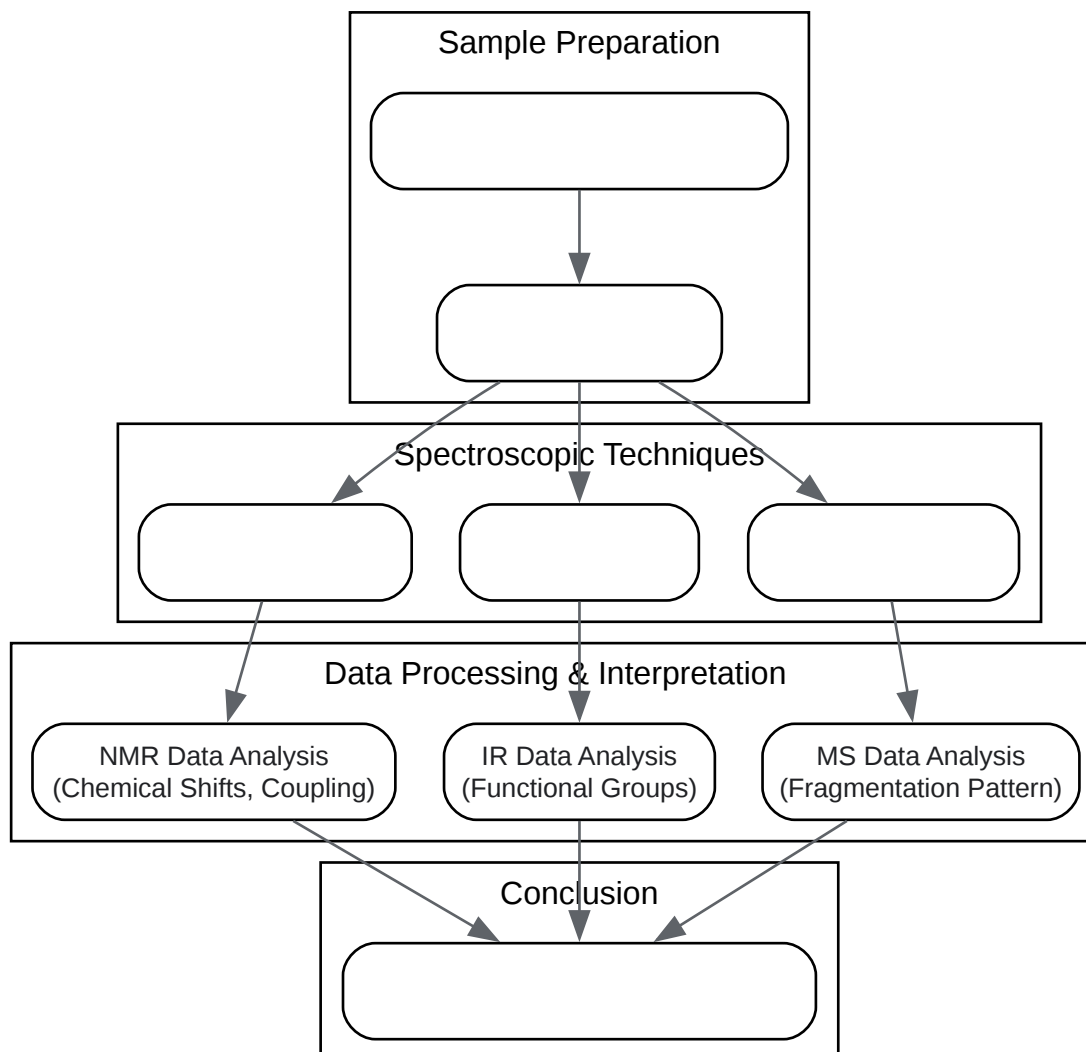 Sample Preparation
Spectroscopic Techniques
Data Processing & Interpretation
NMR Data Analysis
(Chemical Shifts, Coupling)
IR Data Analysis
(Functional Groups)
MS Data Analysis
(Fragmentation Pattern)
Conclusion